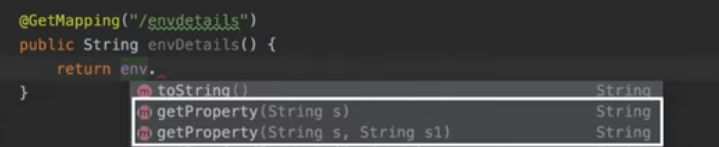 @GetMapping("/envdetails")
public String envDetails() {
return env.
}
m toString() String
m getProperty(String s) String
m getProperty(String s, String s1) String